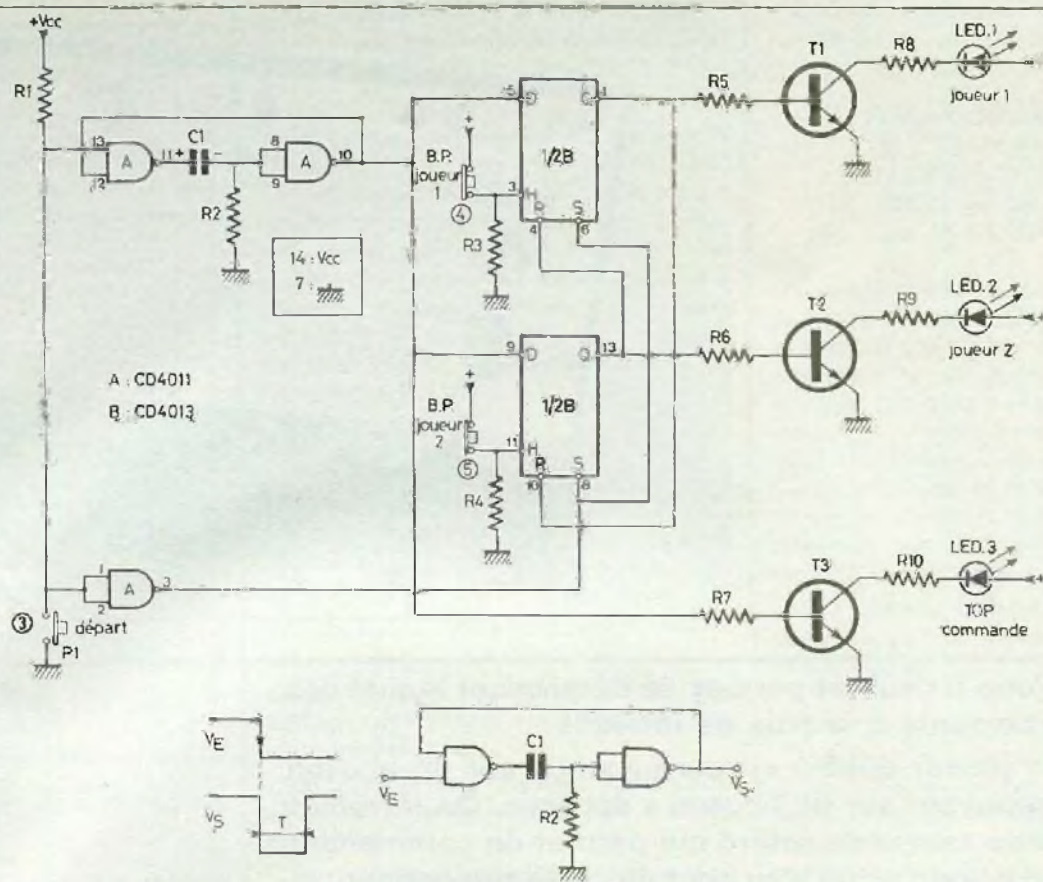 +Vcc
R1
13
12
A
11
+
C1
-
8
9
A
10
R2
14 : Vcc
7 :
A : CD4011
B : CD4013
B.P.
joueur
1
+
④
3
R3
5
D
Q
1
1/2B
H
R
S
4
6
B.P.
joueur
2
+
⑤
11
R4
9
D
Q
13
1/2B
H
R
S
10
8
R5
T1
R8
LED.1
joueur 1
R6
T2
R9
LED.2
joueur 2
+
R7
T3
R10
LED.3
TOP
commande
+
1
2
A
3
③
départ
P1
VE
VS
T
VE
C1
R2
VS